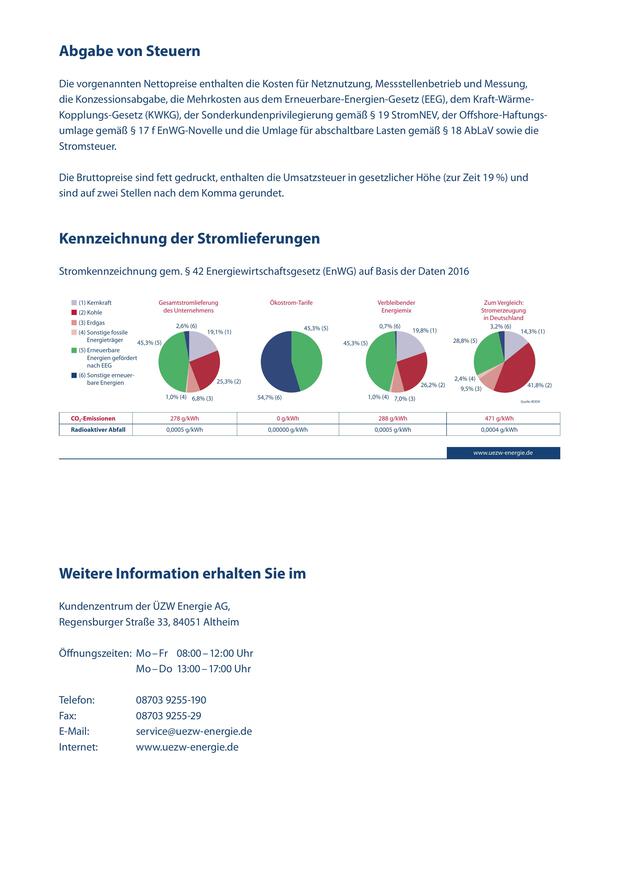 Abgabe von Steuern
Die vorgenannten Nettopreise enthalten die Kosten für Netznutzung, Messstellenbetrieb und Messung,
die Konzessionsabgabe, die Mehrkosten aus dem Erneuerbare-Energien-Gesetz (EEG), dem Kraft-Wärme-
Kopplungs-Gesetz (KWKG), der Sonderkundenprivilegierung gemäß § 19 StromNEV, der Offshore-Haftungs-
umlage gemäß § 17 f EnWG-Novelle und die Umlage für abschaltbare Lasten gemäß § 18 AbLaV sowie die
Stromsteuer.
Die Bruttopreise sind fett gedruckt, enthalten die Umsatzsteuer in gesetzlicher Höhe (zur Zeit 19 %) und
sind auf zwei Stellen nach dem Komma gerundet.
Kennzeichnung der Stromlieferungen
Stromkennzeichnung gem. § 42 Energiewirtschaftsgesetz (EnWG) auf Basis der Daten 2016
(1) Kernkraft
(2) Kohle
(3) Erdgas
(4) Sonstige fossile
Energieträger
(5) Erneuerbare
Energien gefördert
nach EEG
(6) Sonstige erneuer-
bare Energien
Gesamtstromlieferung
des Unternehmens
2,6% (6)
19,1% (1)
45,3% (5)
25,3% (2)
1,0% (4)
6,8% (3)
Ökostrom-Tarife
45,3% (5)
54,7% (6)
Verbleibender
Energiemix
0,7% (6)
19,8% (1)
45,3% (5)
26,2% (2)
1,0% (4)
7,0% (3)
Zum Vergleich:
Stromerzeugung
in Deutschland
3,2% (6)
14,3% (1)
28,8% (5)
2,4% (4)
9,5% (3)
41,8% (2)
Quelle: BDEW
CO₂-Emissionen 278 g/kWh 0 g/kWh 288 g/kWh 471 g/kWh
Radioaktiver Abfall 0,0005 g/kWh 0,00000 g/kWh 0,0005 g/kWh 0,0004 g/kWh
www.uezw-energie.de
Weitere Information erhalten Sie im
Kundenzentrum der ÜZW Energie AG,
Regensburger Straße 33, 84051 Altheim
Öffnungszeiten: Mo – Fr 08:00 – 12:00 Uhr
Mo – Do 13:00 – 17:00 Uhr
Telefon: 08703 9255-190
Fax: 08703 9255-29
E-Mail: service@uezw-energie.de
Internet: www.uezw-energie.de